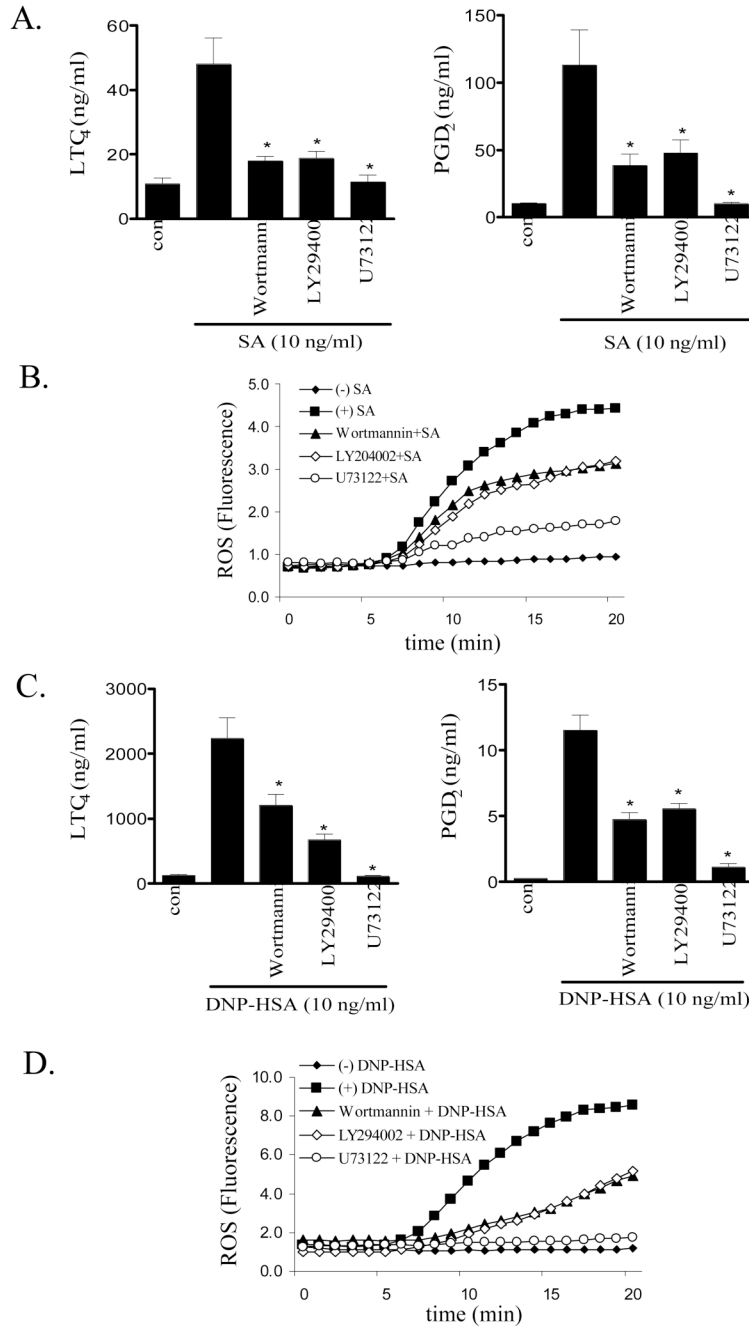 A.
LTC4 (ng/ml)
60
40
20
0
con
Wortmann
LY29400
U73122
* * *
SA (10 ng/ml)
PGD2 (ng/ml)
150
100
50
0
con
Wortmann
LY29400
U73122
* * *
SA (10 ng/ml)
B.
ROS (Fluorescence)
5.0
4.0
3.0
2.0
1.0
0.0
(-) SA
(+) SA
Wortmannin+SA
LY204002+SA
U73122+SA
0 5 10 15 20
time (min)
C.
LTC4 (ng/ml)
3000
2000
1000
0
con
Wortmann
LY29400
U73122
* * *
DNP-HSA (10 ng/ml)
PGD2 (ng/ml)
15
10
5
0
con
Wortmann
LY29400
U73122
* * *
DNP-HSA (10 ng/ml)
D.
ROS (Fluorescence)
10.0
8.0
6.0
4.0
2.0
0.0
(-) DNP-HSA
(+) DNP-HSA
Wortmannin + DNP-HSA
LY294002 + DNP-HSA
U73122 + DNP-HSA
0 5 10 15 20
time (min)